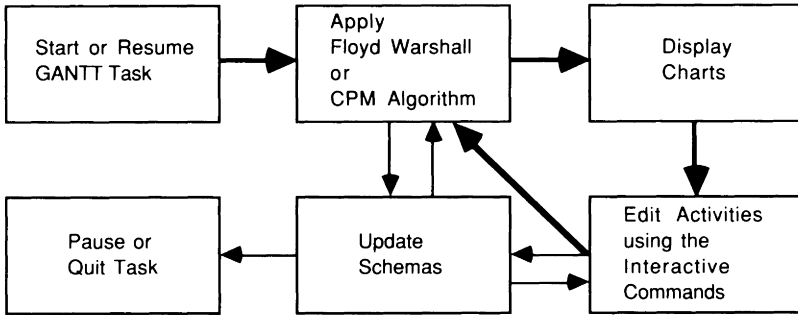 Start or Resume
GANTT Task
Apply
Floyd Warshall
or
CPM Algorithm
Display
Charts
Pause or
Quit Task
Update
Schemas
Edit Activities
using the
Interactive
Commands